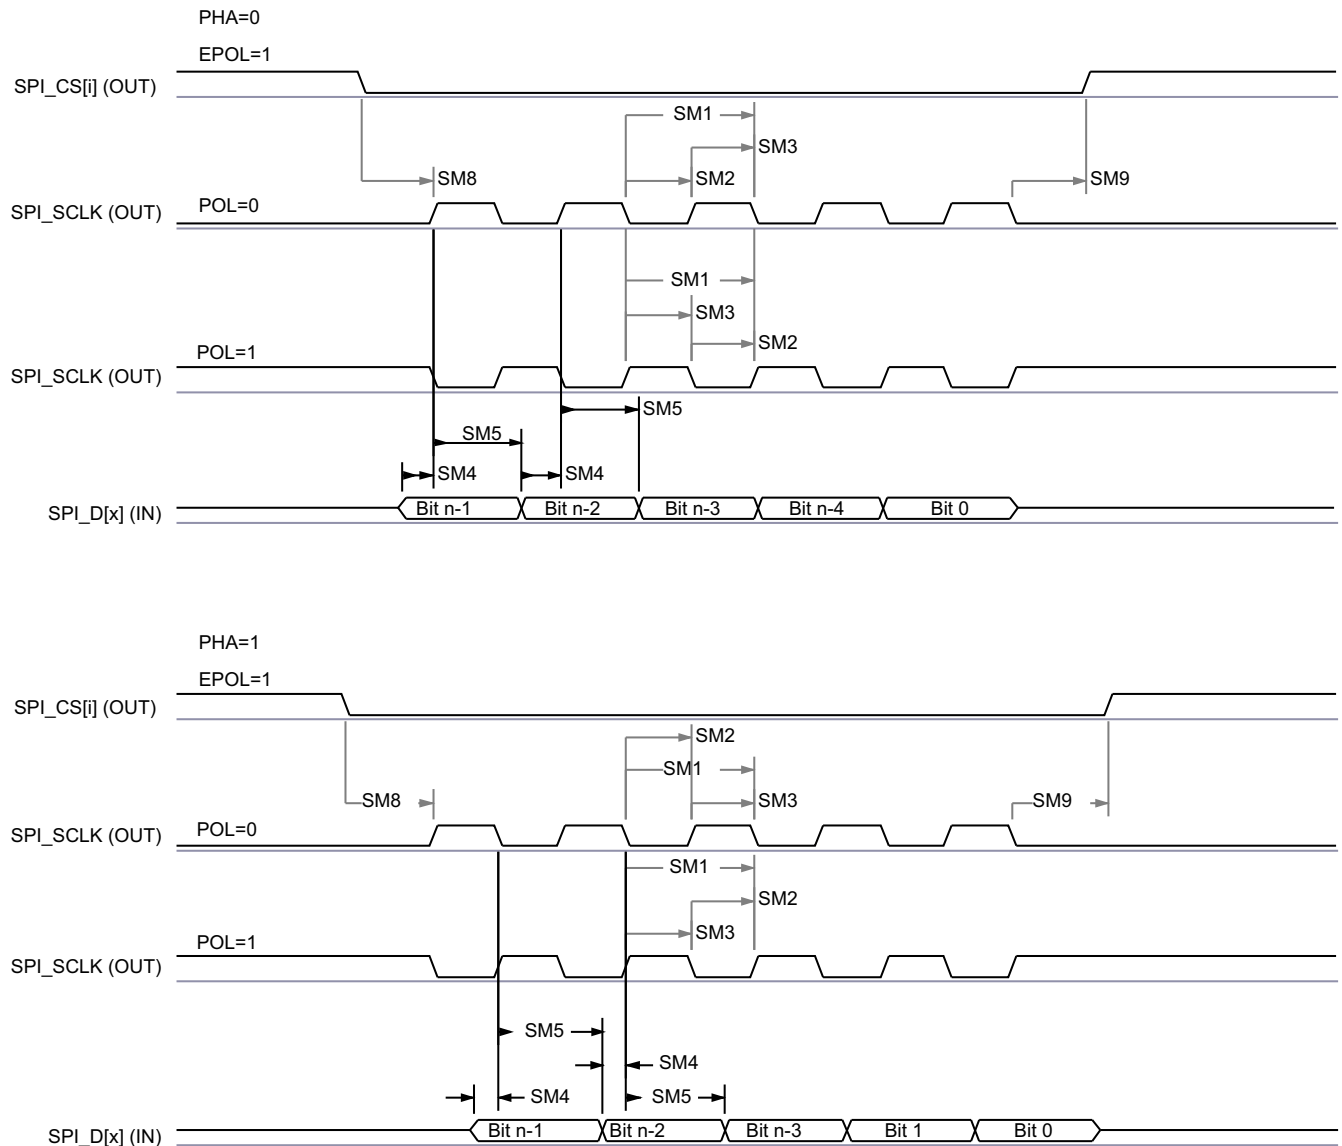 PHA=0
EPOL=1
SPI_CS[i] (OUT)
SM1
SM3
SM8
SM2
SM9
SPI_SCLK (OUT)
POL=0
SM1
SM3
SM2
POL=1
SPI_SCLK (OUT)
SM5
SM5
SM4
SM4
SPI_D[x] (IN)
Bit n-1
Bit n-2
Bit n-3
Bit n-4
Bit 0
PHA=1
EPOL=1
SPI_CS[i] (OUT)
SM2
SM1
SM8
SM3
SM9
SPI_SCLK (OUT)
POL=0
SM1
SM2
SM3
POL=1
SPI_SCLK (OUT)
SM5
SM4
SM4
SM5
SPI_D[x] (IN)
Bit n-1
Bit n-2
Bit n-3
Bit 1
Bit 0